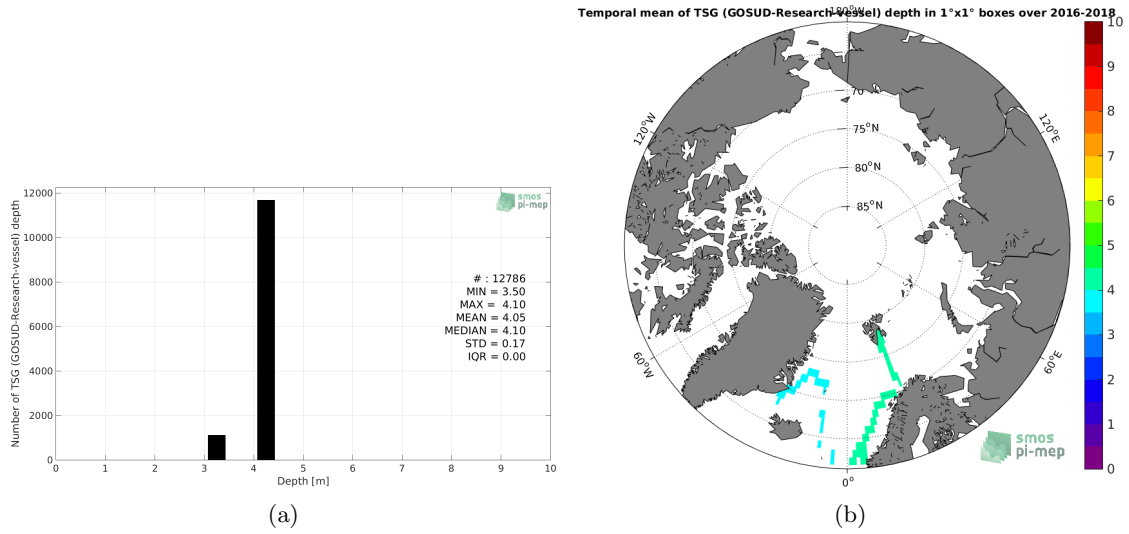 Temporal mean of TSG (GOSUD-Research-vessel) depth in 1°x1° boxes over 2016-2018
Number of TSG (GOSUD-Research-vessel) depth
12000
10000
8000
6000
4000
2000
0
smos
pi-mep
# : 12786
MIN = 3.50
MAX = 4.10
MEAN = 4.05
MEDIAN = 4.10
STD = 0.17
IQR = 0.00
0 1 2 3 4 5 6 7 8 9 10
Depth [m]
(a)
180°W
120°W
120°E
60°W
60°E
0°
70
75°N
80°N
85°N
smos
pi-mep
10
9
8
7
6
5
4
3
2
1
0
(b)